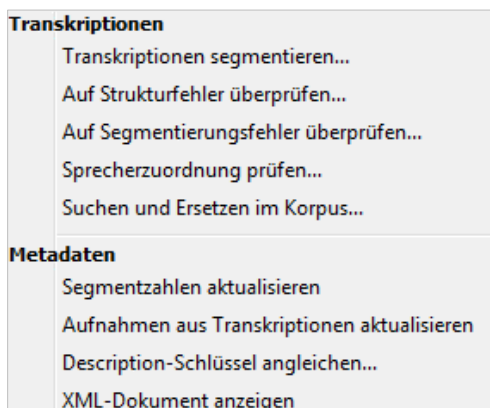 Transkriptionen
Transkriptionen segmentieren...
Auf Strukturfehler überprüfen...
Auf Segmentierungsfehler überprüfen...
Sprecherzuordnung prüfen...
Suchen und Ersetzen im Korpus...
Metadaten
Segmentzahlen aktualisieren
Aufnahmen aus Transkriptionen aktualisieren
Description-Schlüssel angleichen...
XML-Dokument anzeigen